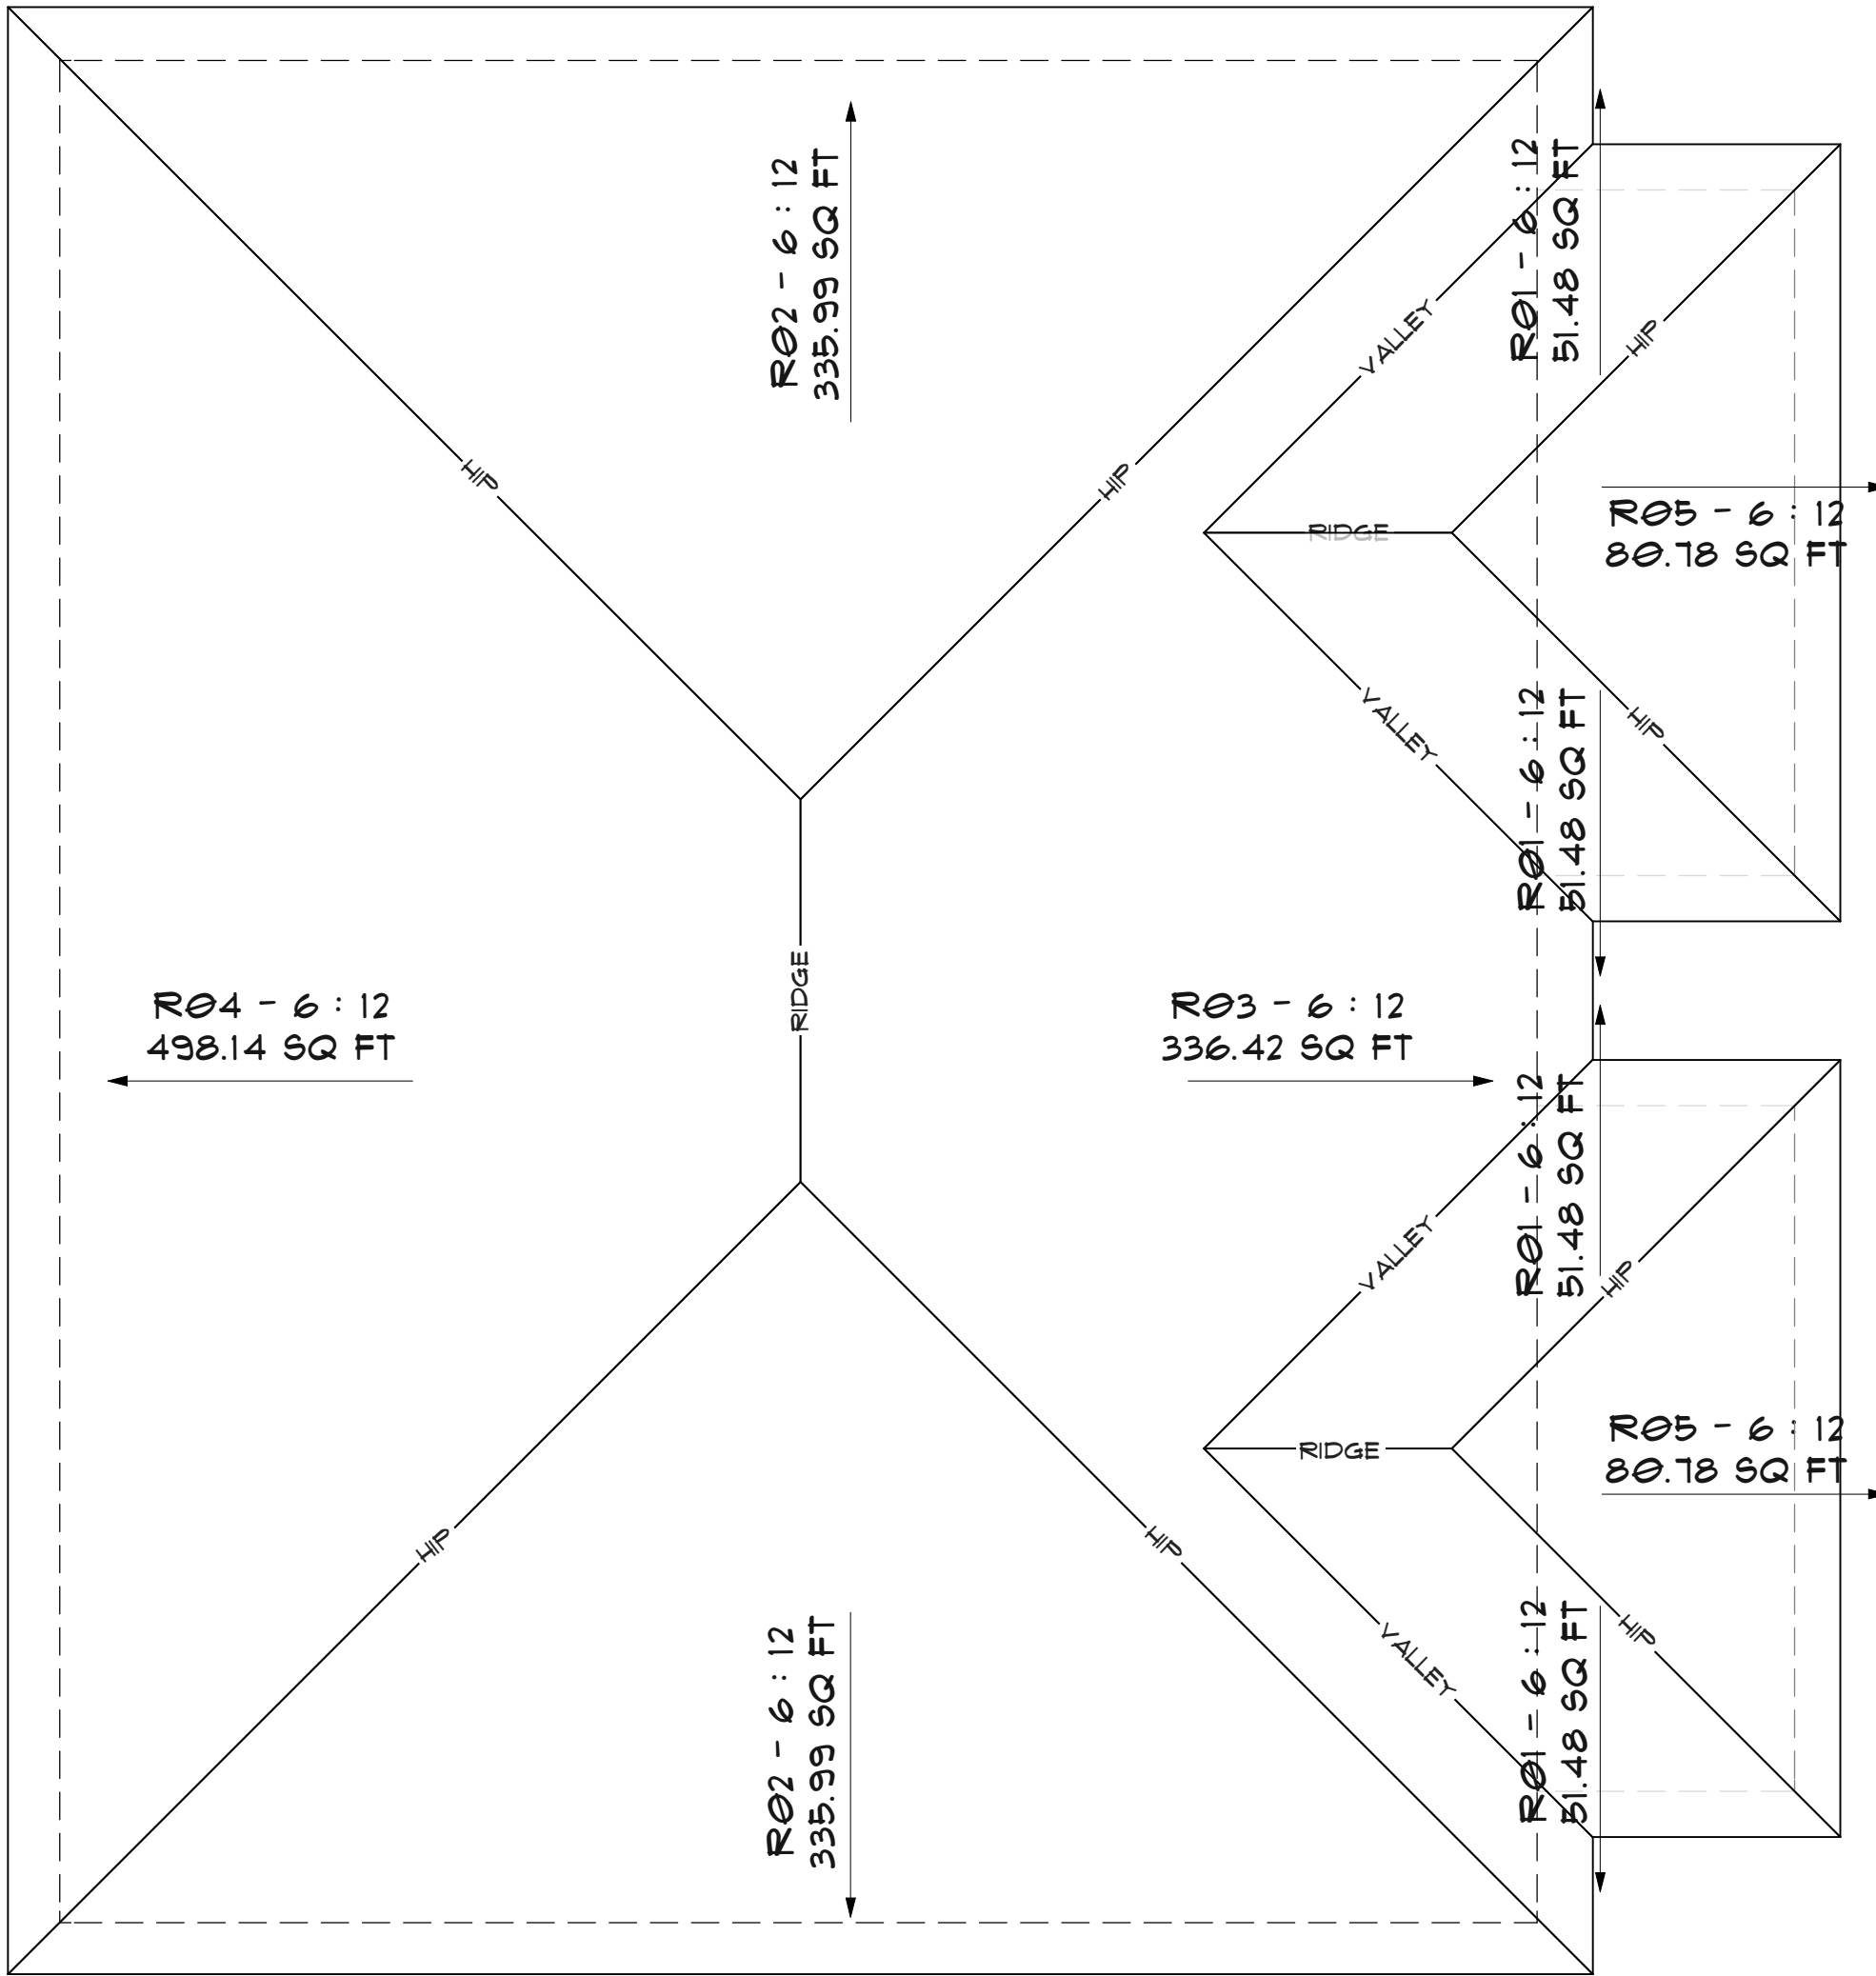 R02 - 6 : 12
335.99 SQ FT
R01 - 6 : 12
51.48 SQ FT
VALLEY
HIP
HIP
HIP
RIDGE
R05 - 6 : 12
80.78 SQ FT
VALLEY
HIP
R01 - 6 : 12
51.48 SQ FT
RIDGE
R04 - 6 : 12
498.14 SQ FT
R03 - 6 : 12
336.42 SQ FT
R01 - 6 : 12
51.48 SQ FT
VALLEY
HIP
RIDGE
R05 - 6 : 12
80.78 SQ FT
HIP
HIP
VALLEY
HIP
R02 - 6 : 12
335.99 SQ FT
R01 - 6 : 12
51.48 SQ FT